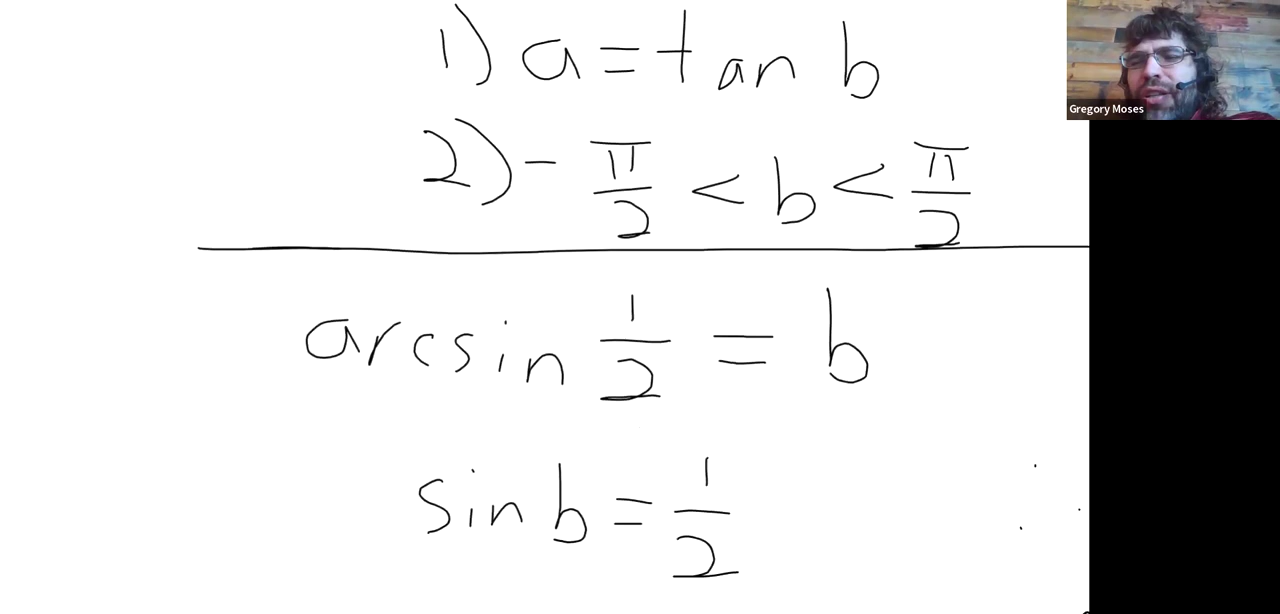 1) a = tan b
Gregory Moses
2) - π/2 < b < π/2
arcsin 1/2 = b
sin b = 1/2